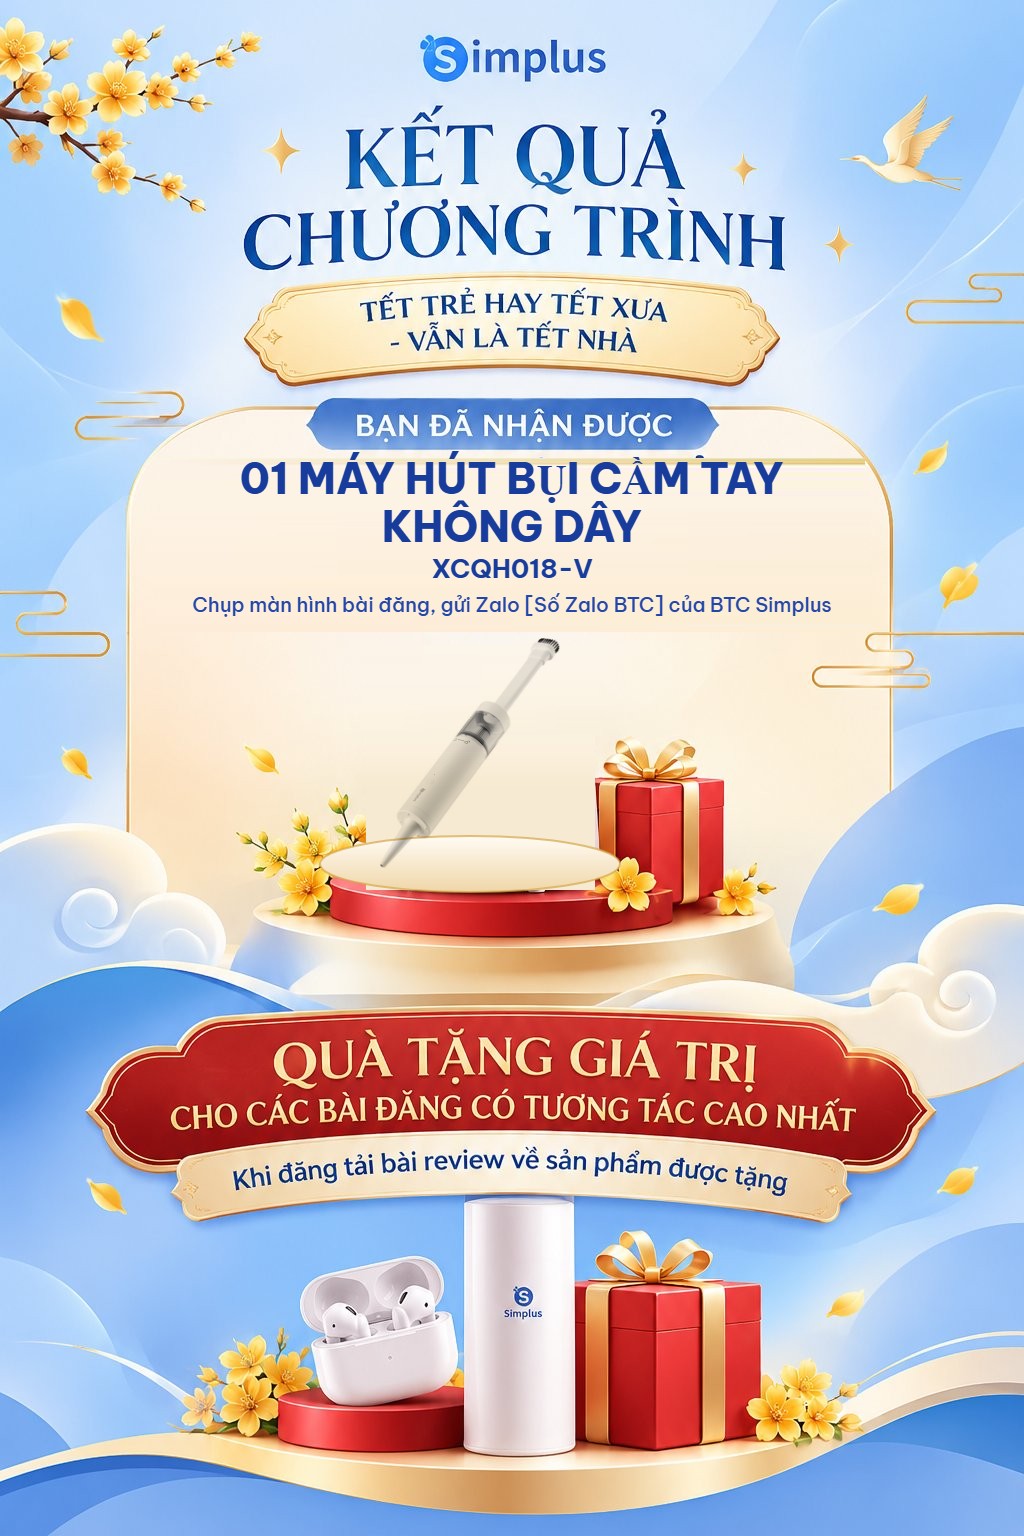 Simplus
KẾT QUẢ
CHƯƠNG TRÌNH
TẾT TRẺ HAY TẾT XƯA
- VẪN LÀ TẾT NHÀ
BẠN ĐÃ NHẬN ĐƯỢC
01 MÁY HÚT BỤI CẦM TAY
KHÔNG DÂY
XCQH018-V
Chụp màn hình bài đăng, gửi Zalo [Số Zalo BTC] của BTC Simplus
QUÀ TẶNG GIÁ TRỊ
CHO CÁC BÀI ĐĂNG CÓ TƯƠNG TÁC CAO NHẤT
Khi đăng tải bài review về sản phẩm được tặng
Simplus